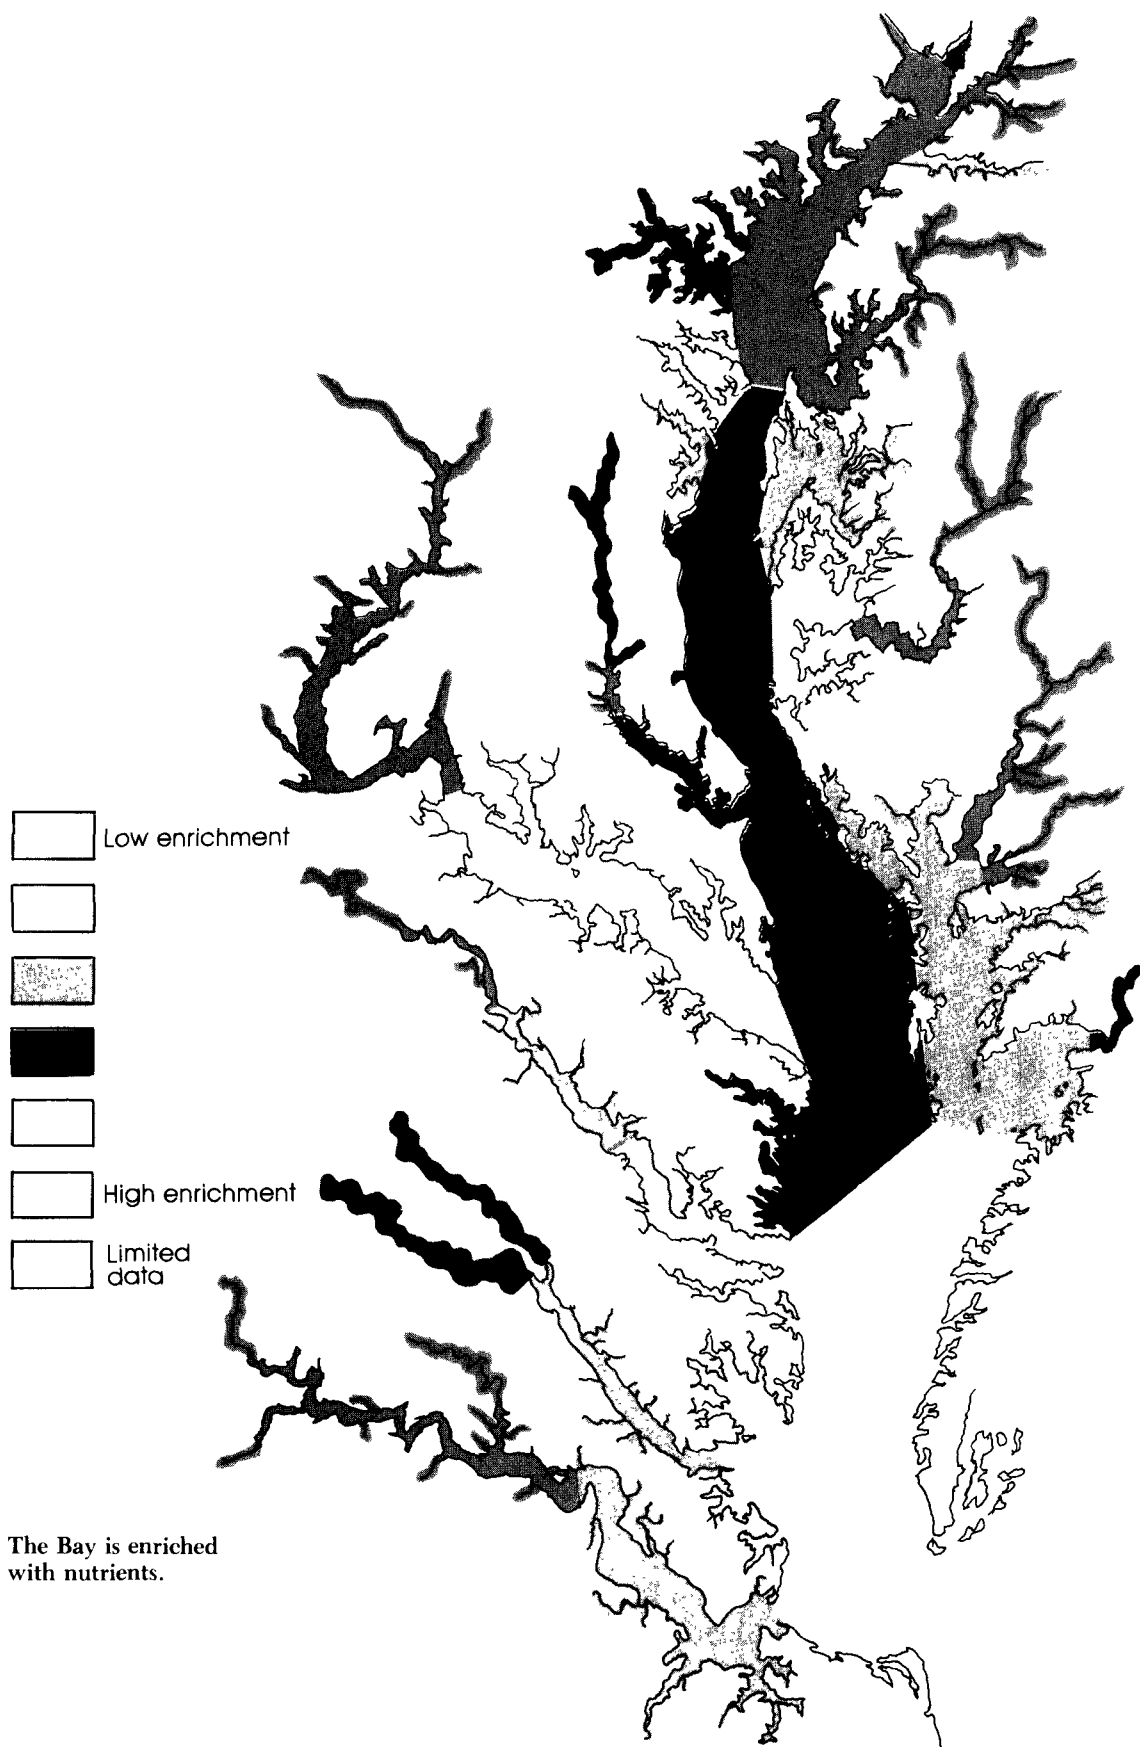 Low enrichment
High enrichment
Limited
data
The Bay is enriched
with nutrients.